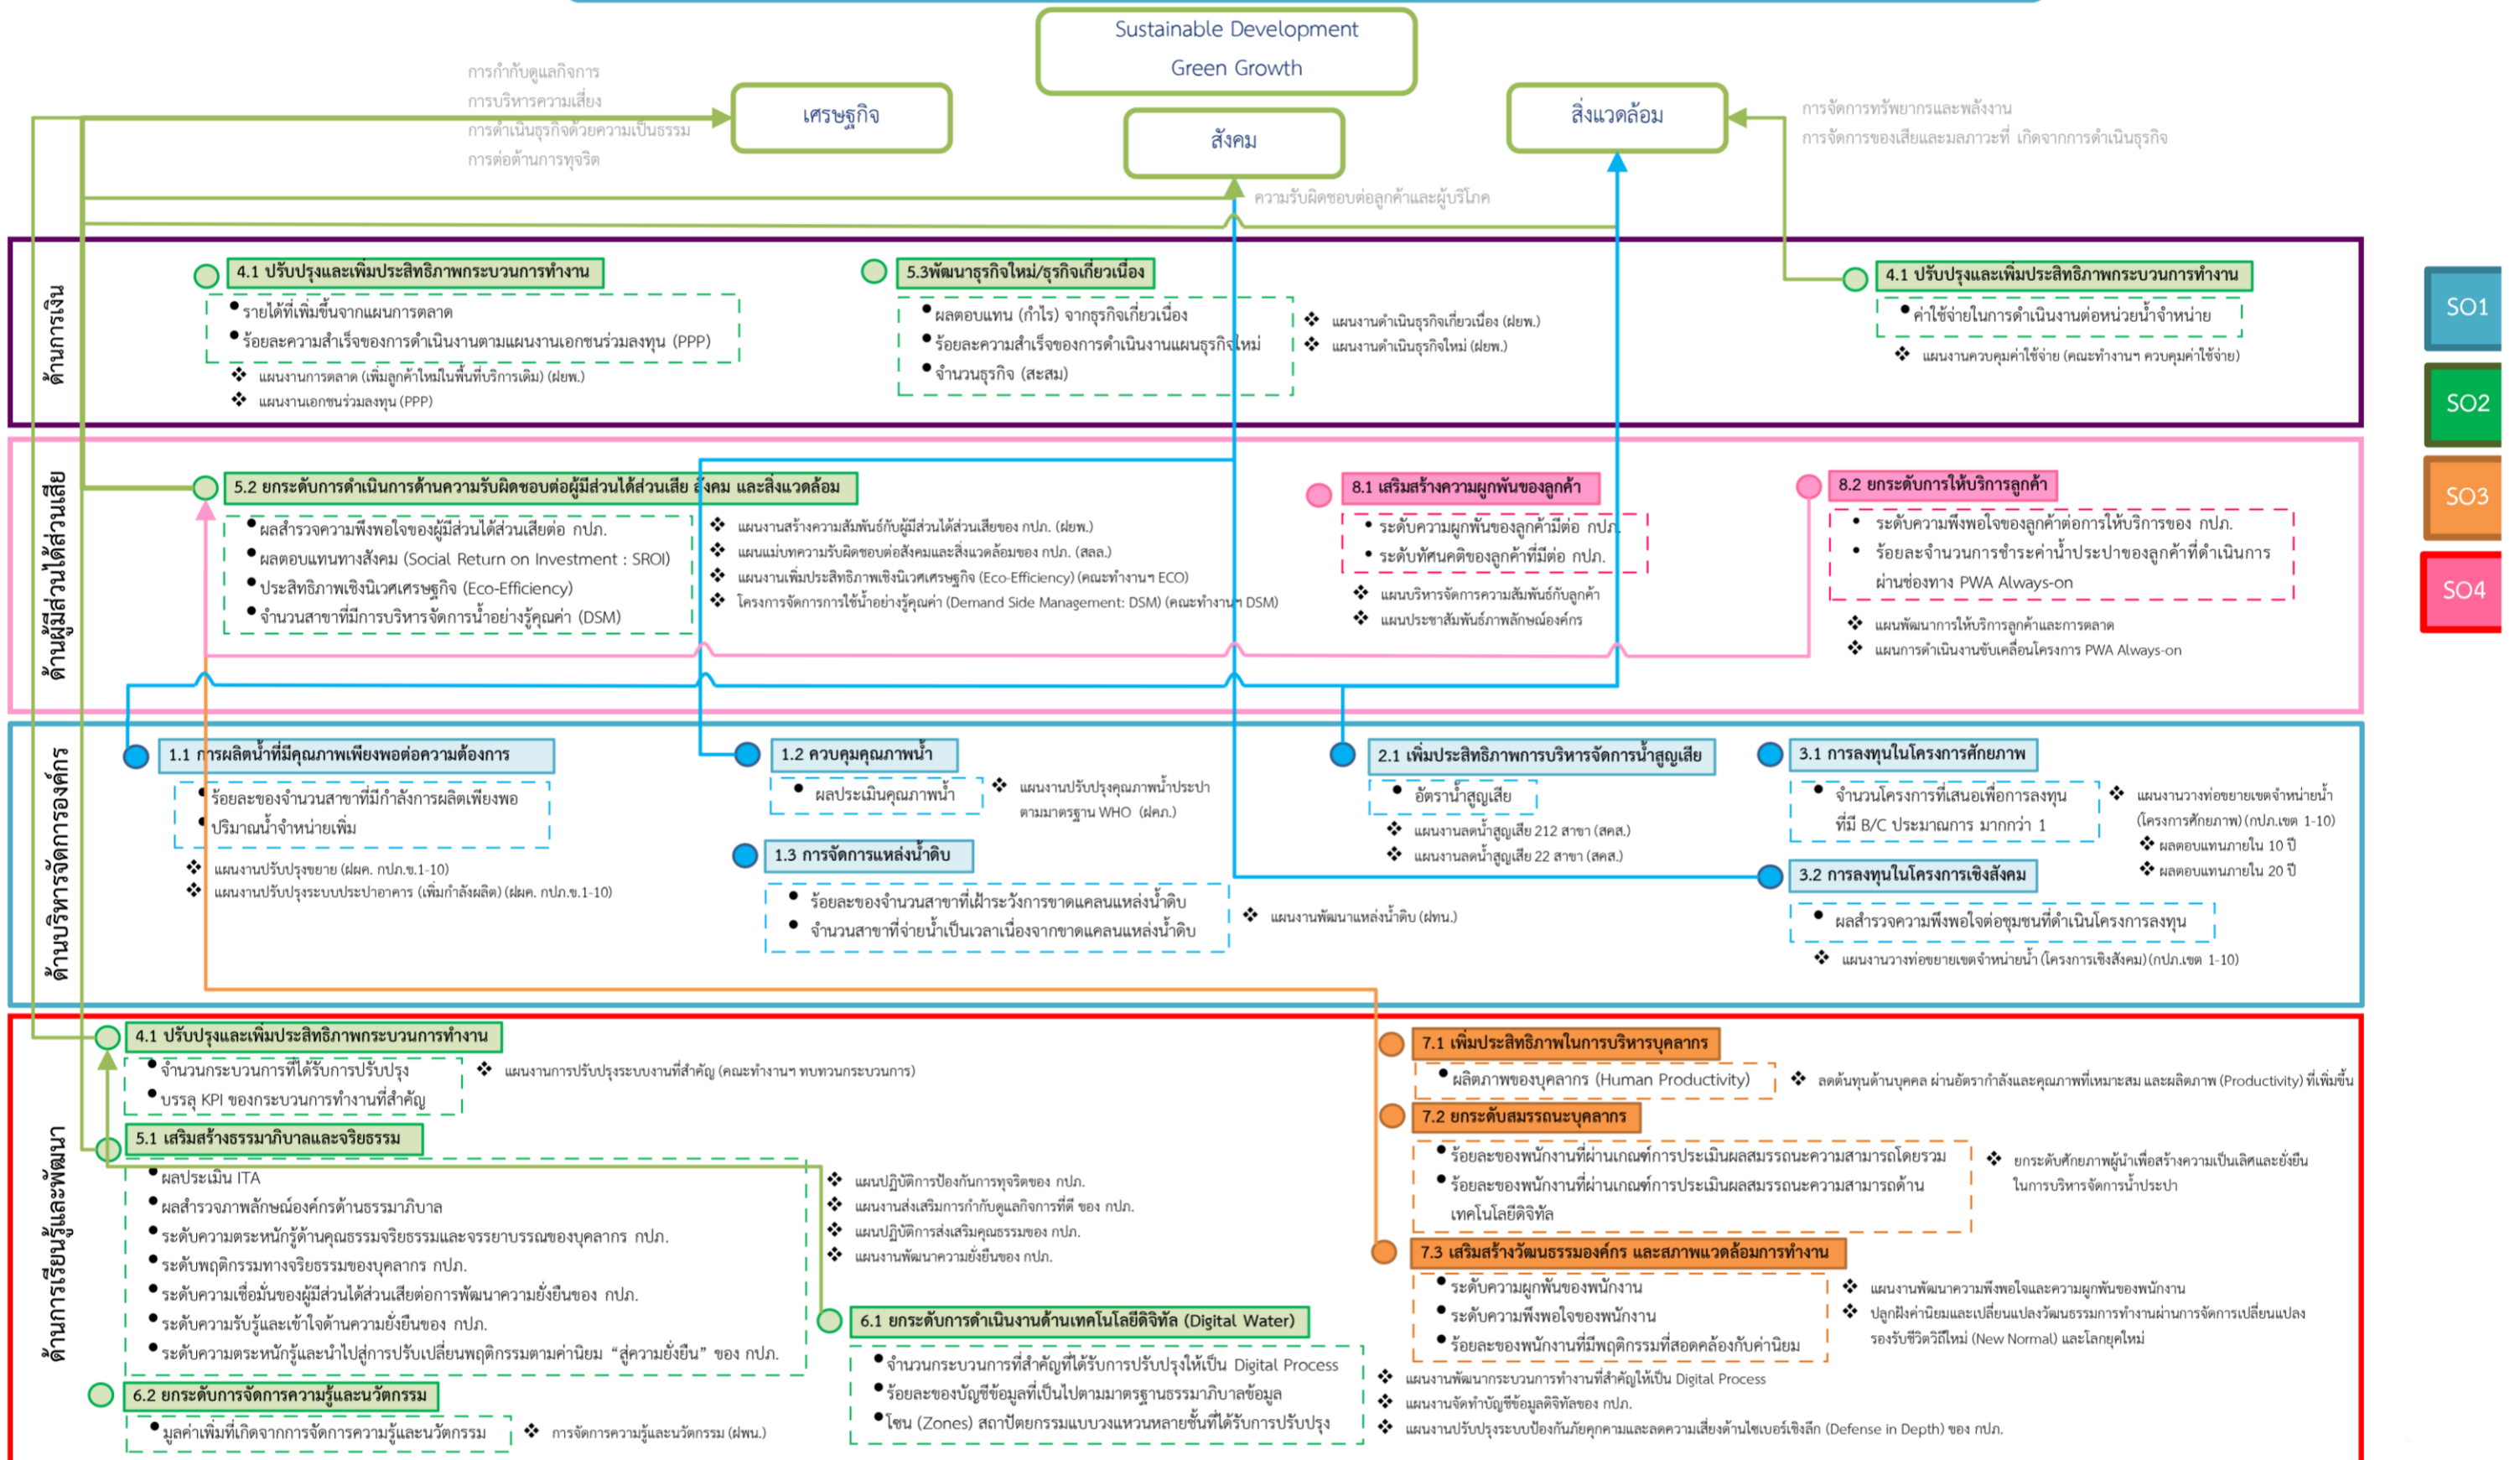 Sustainable Development
Green Growth
การกำกับดูแลกิจการ
การบริหารความเสี่ยง
การดำเนินธุรกิจด้วยความเป็นธรรม
การต่อต้านการทุจริต
เศรษฐกิจ
สังคม
สิ่งแวดล้อม
การจัดการทรัพยากรและพลังงาน
การจัดการของเสียและมลภาวะที่ เกิดจากการดำเนินธุรกิจ
ความรับผิดชอบต่อลูกค้าและผู้บริโภค
ด้านการเงิน
4.1 ปรับปรุงและเพิ่มประสิทธิภาพกระบวนการทำงาน
● รายได้ที่เพิ่มขึ้นจากแผนการตลาด
● ร้อยละความสำเร็จของการดำเนินงานตามแผนงานเอกชนร่วมลงทุน (PPP)
❖ แผนงานการตลาด (เพิ่มลูกค้าใหม่ในพื้นที่บริการเดิม) (ฝยพ.)
❖ แผนงานเอกชนร่วมลงทุน (PPP)
5.3พัฒนาธุรกิจใหม่/ธุรกิจเกี่ยวเนื่อง
● ผลตอบแทน (กำไร) จากธุรกิจเกี่ยวเนื่อง
● ร้อยละความสำเร็จของการดำเนินงานแผนธุรกิจใหม่
● จำนวนธุรกิจ (สะสม)
❖ แผนงานดำเนินธุรกิจเกี่ยวเนื่อง (ฝยพ.)
❖ แผนงานดำเนินธุรกิจใหม่ (ฝยพ.)
4.1 ปรับปรุงและเพิ่มประสิทธิภาพกระบวนการทำงาน
● ค่าใช้จ่ายในการดำเนินงานต่อหน่วยน้ำจำหน่าย
❖ แผนงานควบคุมค่าใช้จ่าย (คณะทำงานฯ ควบคุมค่าใช้จ่าย)
SO1
SO2
SO3
SO4
ด้านผู้มีส่วนได้ส่วนเสีย
5.2 ยกระดับการดำเนินการด้านความรับผิดชอบต่อผู้มีส่วนได้ส่วนเสีย สังคม และสิ่งแวดล้อม
● ผลสำรวจความพึงพอใจของผู้มีส่วนได้ส่วนเสียต่อ กปภ.
● ผลตอบแทนทางสังคม (Social Return on Investment : SROI)
● ประสิทธิภาพเชิงนิเวศเศรษฐกิจ (Eco-Efficiency)
● จำนวนสาขาที่มีการบริหารจัดการน้ำอย่างรู้คุณค่า (DSM)
❖ แผนงานสร้างความสัมพันธ์กับผู้มีส่วนได้ส่วนเสียของ กปภ. (ฝยพ.)
❖ แผนแม่บทความรับผิดชอบต่อสังคมและสิ่งแวดล้อมของ กปภ. (สลล.)
❖ แผนงานเพิ่มประสิทธิภาพเชิงนิเวศเศรษฐกิจ (Eco-Efficiency) (คณะทำงานฯ ECO)
❖ โครงการจัดการการใช้น้ำอย่างรู้คุณค่า (Demand Side Management: DSM) (คณะทำงานฯ DSM)
8.1 เสริมสร้างความผูกพันของลูกค้า
• ระดับความผูกพันของลูกค้ามีต่อ กปภ.
• ระดับทัศนคติของลูกค้าที่มีต่อ กปภ.
❖ แผนบริหารจัดการความสัมพันธ์กับลูกค้า
❖ แผนประชาสัมพันธ์ภาพลักษณ์องค์กร
8.2 ยกระดับการให้บริการลูกค้า
• ระดับความพึงพอใจของลูกค้าต่อการให้บริการของ กปภ.
• ร้อยละจำนวนการชำระค่าน้ำประปาของลูกค้าที่ดำเนินการ
ผ่านช่องทาง PWA Always-on
❖ แผนพัฒนาการให้บริการลูกค้าและการตลาด
❖ แผนการดำเนินงานขับเคลื่อนโครงการ PWA Always-on
ด้านบริหารจัดการองค์กร
1.1 การผลิตน้ำที่มีคุณภาพเพียงพอต่อความต้องการ
● ร้อยละของจำนวนสาขาที่มีกำลังการผลิตเพียงพอ
● ปริมาณน้ำจำหน่ายเพิ่ม
❖ แผนงานปรับปรุงขยาย (ฝผค. กปภ.ข.1-10)
❖ แผนงานปรับปรุงระบบประปาอาคาร (เพิ่มกำลังผลิต) (ฝผค. กปภ.ข.1-10)
1.2 ควบคุมคุณภาพน้ำ
● ผลประเมินคุณภาพน้ำ
❖ แผนงานปรับปรุงคุณภาพน้ำประปา
ตามมาตรฐาน WHO (ฝคภ.)
1.3 การจัดการแหล่งน้ำดิบ
● ร้อยละของจำนวนสาขาที่เฝ้าระวังการขาดแคลนแหล่งน้ำดิบ
● จำนวนสาขาที่จ่ายน้ำเป็นเวลาเนื่องจากขาดแคลนแหล่งน้ำดิบ
❖ แผนงานพัฒนาแหล่งน้ำดิบ (ฝทน.)
2.1 เพิ่มประสิทธิภาพการบริหารจัดการน้ำสูญเสีย
● อัตราน้ำสูญเสีย
❖ แผนงานลดน้ำสูญเสีย 212 สาขา (สคส.)
❖ แผนงานลดน้ำสูญเสีย 22 สาขา (สคส.)
3.1 การลงทุนในโครงการศักยภาพ
● จำนวนโครงการที่เสนอเพื่อการลงทุน
ที่มี B/C ประมาณการ มากกว่า 1
❖ แผนงานวางท่อขยายเขตจำหน่ายน้ำ
(โครงการศักยภาพ) (กปภ.เขต 1-10)
❖ ผลตอบแทนภายใน 10 ปี
❖ ผลตอบแทนภายใน 20 ปี
3.2 การลงทุนในโครงการเชิงสังคม
● ผลสำรวจความพึงพอใจต่อชุมชนที่ดำเนินโครงการลงทุน
❖ แผนงานวางท่อขยายเขตจำหน่ายน้ำ (โครงการเชิงสังคม) (กปภ.เขต 1-10)
ด้านการเรียนรู้และพัฒนา
4.1 ปรับปรุงและเพิ่มประสิทธิภาพกระบวนการทำงาน
● จำนวนกระบวนการที่ได้รับการปรับปรุง
● บรรลุ KPI ของกระบวนการทำงานที่สำคัญ
❖ แผนงานการปรับปรุงระบบงานที่สำคัญ (คณะทำงานฯ ทบทวนกระบวนการ)
5.1 เสริมสร้างธรรมาภิบาลและจริยธรรม
● ผลประเมิน ITA
● ผลสำรวจภาพลักษณ์องค์กรด้านธรรมาภิบาล
● ระดับความตระหนักรู้ด้านคุณธรรมจริยธรรมและจรรยาบรรณของบุคลากร กปภ.
● ระดับพฤติกรรมทางจริยธรรมของบุคลากร กปภ.
● ระดับความเชื่อมั่นของผู้มีส่วนได้ส่วนเสียต่อการพัฒนาความยั่งยืนของ กปภ.
● ระดับความรับรู้และเข้าใจด้านความยั่งยืนของ กปภ.
● ระดับความตระหนักรู้และนำไปสู่การปรับเปลี่ยนพฤติกรรมตามค่านิยม “สู่ความยั่งยืน” ของ กปภ.
❖ แผนปฏิบัติการป้องกันการทุจริตของ กปภ.
❖ แผนงานส่งเสริมการกำกับดูแลกิจการที่ดี ของ กปภ.
❖ แผนปฏิบัติการส่งเสริมคุณธรรมของ กปภ.
❖ แผนงานพัฒนาความยั่งยืนของ กปภ.
6.2 ยกระดับการจัดการความรู้และนวัตกรรม
● มูลค่าเพิ่มที่เกิดจากการจัดการความรู้และนวัตกรรม
❖ การจัดการความรู้และนวัตกรรม (ฝพน.)
6.1 ยกระดับการดำเนินงานด้านเทคโนโลยีดิจิทัล (Digital Water)
● จำนวนกระบวนการที่สำคัญที่ได้รับการปรับปรุงให้เป็น Digital Process
● ร้อยละของบัญชีข้อมูลที่เป็นไปตามมาตรฐานธรรมาภิบาลข้อมูล
● โซน (Zones) สถาปัตยกรรมแบบวงแหวนหลายชั้นที่ได้รับการปรับปรุง
❖ แผนงานพัฒนากระบวนการทำงานที่สำคัญให้เป็น Digital Process
❖ แผนงานจัดทำบัญชีข้อมูลดิจิทัลของ กปภ.
❖ แผนงานปรับปรุงระบบป้องกันภัยคุกคามและลดความเสี่ยงด้านไซเบอร์เชิงลึก (Defense in Depth) ของ กปภ.
7.1 เพิ่มประสิทธิภาพในการบริหารบุคลากร
● ผลิตภาพของบุคลากร (Human Productivity)
❖ ลดต้นทุนด้านบุคคล ผ่านอัตรากำลังและคุณภาพที่เหมาะสม และผลิตภาพ (Productivity) ที่เพิ่มขึ้น
7.2 ยกระดับสมรรถนะบุคลากร
● ร้อยละของพนักงานที่ผ่านเกณฑ์การประเมินผลสมรรถนะความสามารถโดยรวม
● ร้อยละของพนักงานที่ผ่านเกณฑ์การประเมินผลสมรรถนะความสามารถด้าน
เทคโนโลยีดิจิทัล
❖ ยกระดับศักยภาพผู้นำเพื่อสร้างความเป็นเลิศและยั่งยืน
ในการบริหารจัดการน้ำประปา
7.3 เสริมสร้างวัฒนธรรมองค์กร และสภาพแวดล้อมการทำงาน
● ระดับความผูกพันของพนักงาน
● ระดับความพึงพอใจของพนักงาน
● ร้อยละของพนักงานที่มีพฤติกรรมที่สอดคล้องกับค่านิยม
❖ แผนงานพัฒนาความพึงพอใจและความผูกพันของพนักงาน
❖ ปลูกฝังค่านิยมและเปลี่ยนแปลงวัฒนธรรมการทำงานผ่านการจัดการเปลี่ยนแปลง
รองรับชีวิตวิถีใหม่ (New Normal) และโลกยุคใหม่